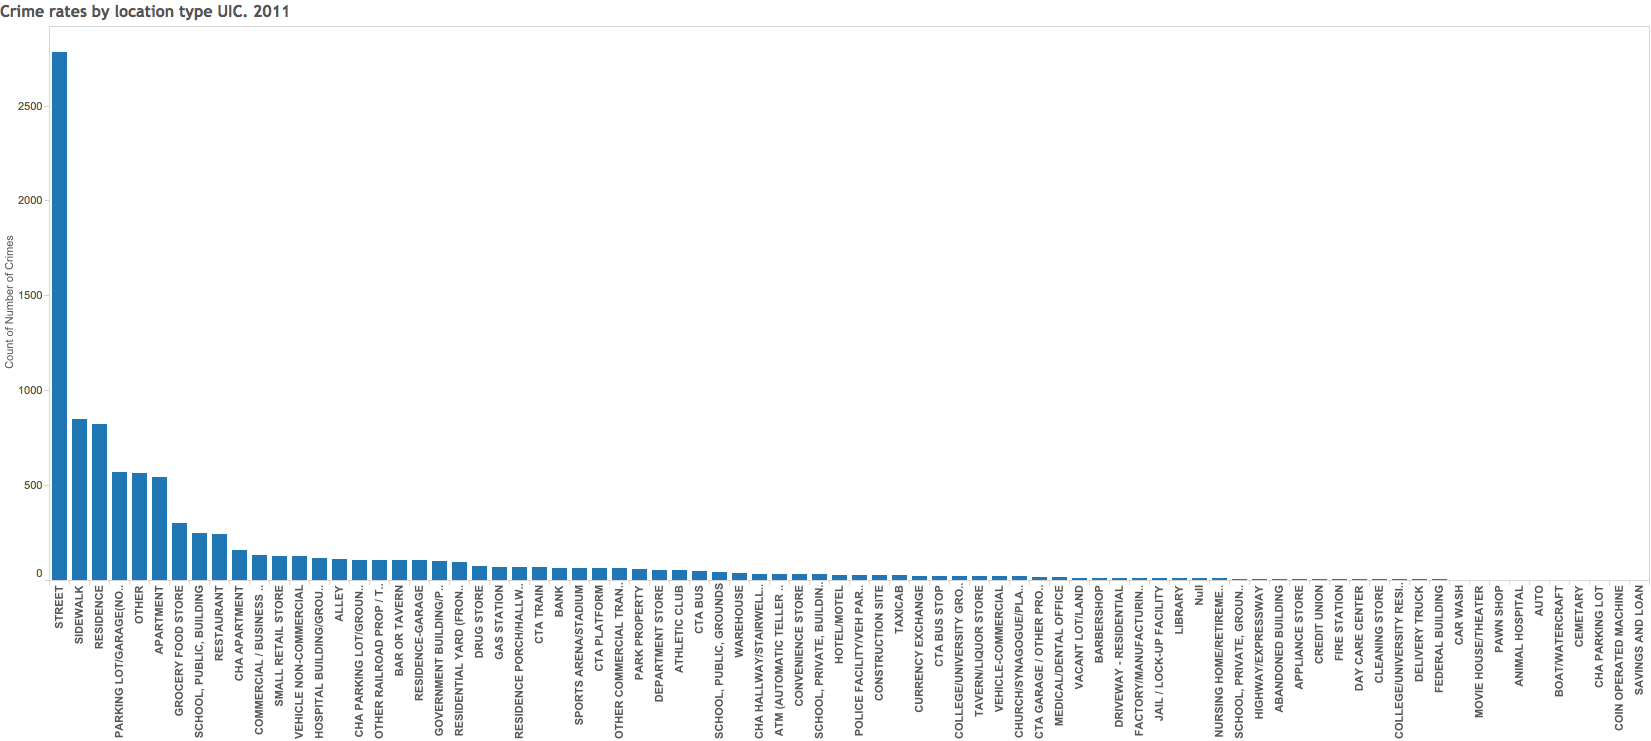 Crime rates by location type UIC. 2011
Count of Number of Crimes
2500
2000
1500
1000
500
0
STREET
SIDEWALK
RESIDENCE
PARKING LOT/GARAGE(NO..
OTHER
APARTMENT
GROCERY FOOD STORE
SCHOOL, PUBLIC, BUILDING
RESTAURANT
CHA APARTMENT
COMMERCIAL / BUSINESS ..
SMALL RETAIL STORE
VEHICLE NON-COMMERCIAL
HOSPITAL BUILDING/GROU..
ALLEY
CHA PARKING LOT/GROUN..
OTHER RAILROAD PROP / T..
BAR OR TAVERN
RESIDENCE-GARAGE
GOVERNMENT BUILDING/P..
RESIDENTIAL YARD (FRON..
DRUG STORE
GAS STATION
RESIDENCE PORCH/HALLW..
CTA TRAIN
BANK
SPORTS ARENA/STADIUM
CTA PLATFORM
OTHER COMMERCIAL TRAN..
PARK PROPERTY
DEPARTMENT STORE
ATHLETIC CLUB
CTA BUS
SCHOOL, PUBLIC, GROUNDS
WAREHOUSE
CHA HALLWAY/STAIRWELL..
ATM (AUTOMATIC TELLER ..
CONVENIENCE STORE
SCHOOL, PRIVATE, BUILDIN..
HOTEL/MOTEL
POLICE FACILITY/VEH PAR..
CONSTRUCTION SITE
TAXICAB
CURRENCY EXCHANGE
CTA BUS STOP
COLLEGE/UNIVERSITY GRO..
TAVERN/LIQUOR STORE
VEHICLE-COMMERCIAL
CHURCH/SYNAGOGUE/PLA..
CTA GARAGE / OTHER PRO..
MEDICAL/DENTAL OFFICE
VACANT LOT/LAND
BARBERSHOP
DRIVEWAY - RESIDENTIAL
FACTORY/MANUFACTURIN..
JAIL / LOCK-UP FACILITY
LIBRARY
Null
NURSING HOME/RETIREME..
SCHOOL, PRIVATE, GROUN..
HIGHWAY/EXPRESSWAY
ABANDONED BUILDING
APPLIANCE STORE
CREDIT UNION
FIRE STATION
DAY CARE CENTER
CLEANING STORE
COLLEGE/UNIVERSITY RESI..
DELIVERY TRUCK
FEDERAL BUILDING
CAR WASH
MOVIE HOUSE/THEATER
PAWN SHOP
ANIMAL HOSPITAL
AUTO
BOAT/WATERCRAFT
CEMETARY
CHA PARKING LOT
COIN OPERATED MACHINE
SAVINGS AND LOAN